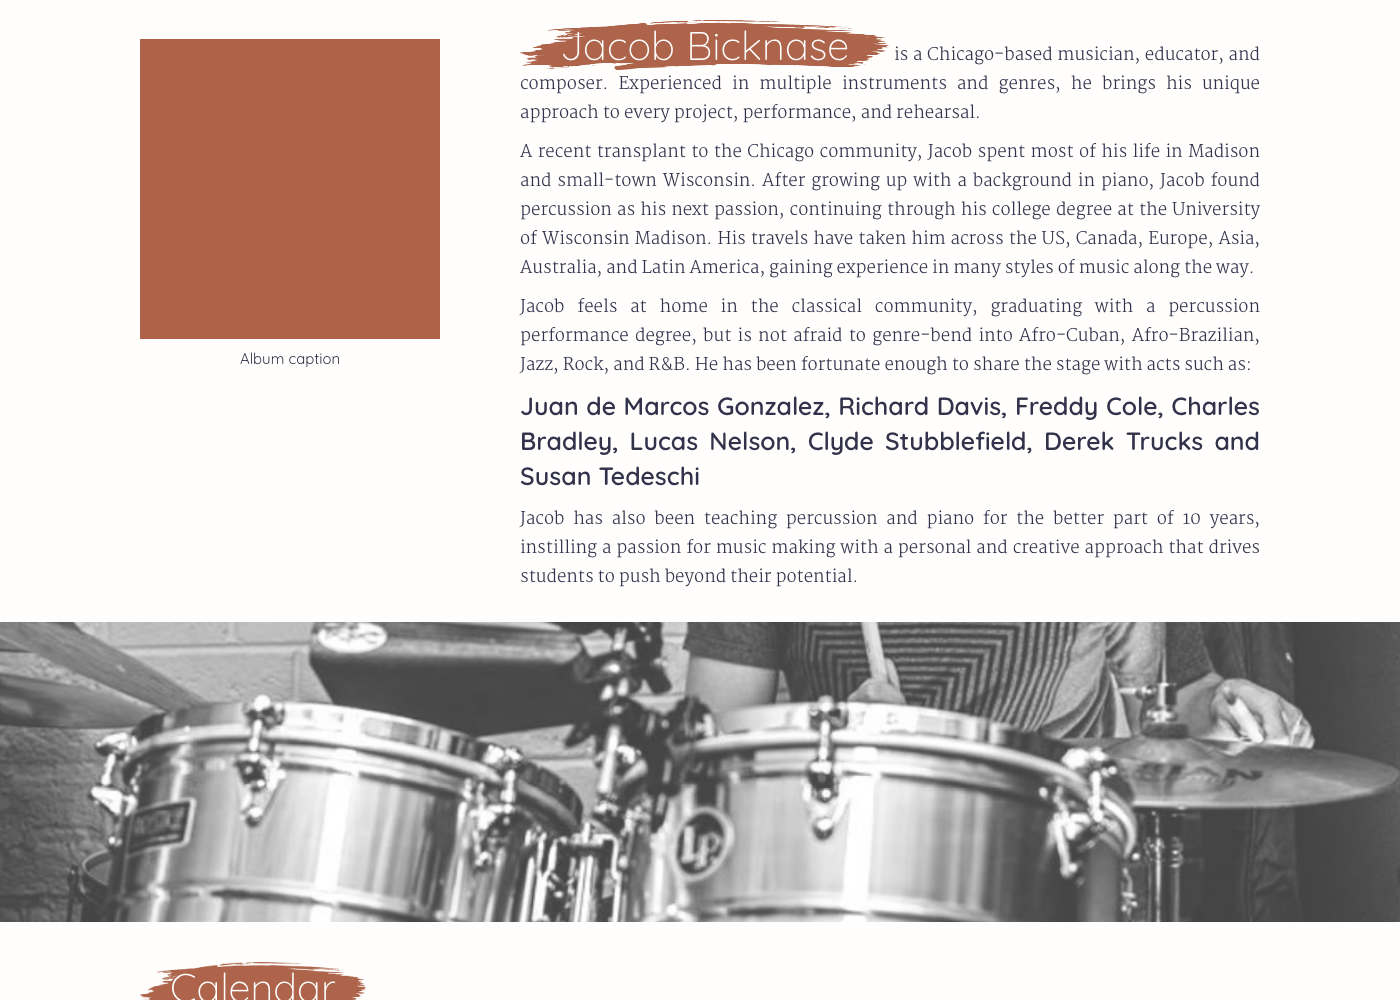 Jacob Bicknase is a Chicago-based musician, educator, and
composer. Experienced in multiple instruments and genres, he brings his unique
approach to every project, performance, and rehearsal.
A recent transplant to the Chicago community, Jacob spent most of his life in Madison
and small-town Wisconsin. After growing up with a background in piano, Jacob found
percussion as his next passion, continuing through his college degree at the University
of Wisconsin Madison. His travels have taken him across the US, Canada, Europe, Asia,
Australia, and Latin America, gaining experience in many styles of music along the way.
Jacob feels at home in the classical community, graduating with a percussion
performance degree, but is not afraid to genre-bend into Afro-Cuban, Afro-Brazilian,
Jazz, Rock, and R&B. He has been fortunate enough to share the stage with acts such as:
Juan de Marcos Gonzalez, Richard Davis, Freddy Cole, Charles
Bradley, Lucas Nelson, Clyde Stubblefield, Derek Trucks and
Susan Tedeschi
Jacob has also been teaching percussion and piano for the better part of 10 years,
instilling a passion for music making with a personal and creative approach that drives
students to push beyond their potential.
Album caption
LP
Calendar